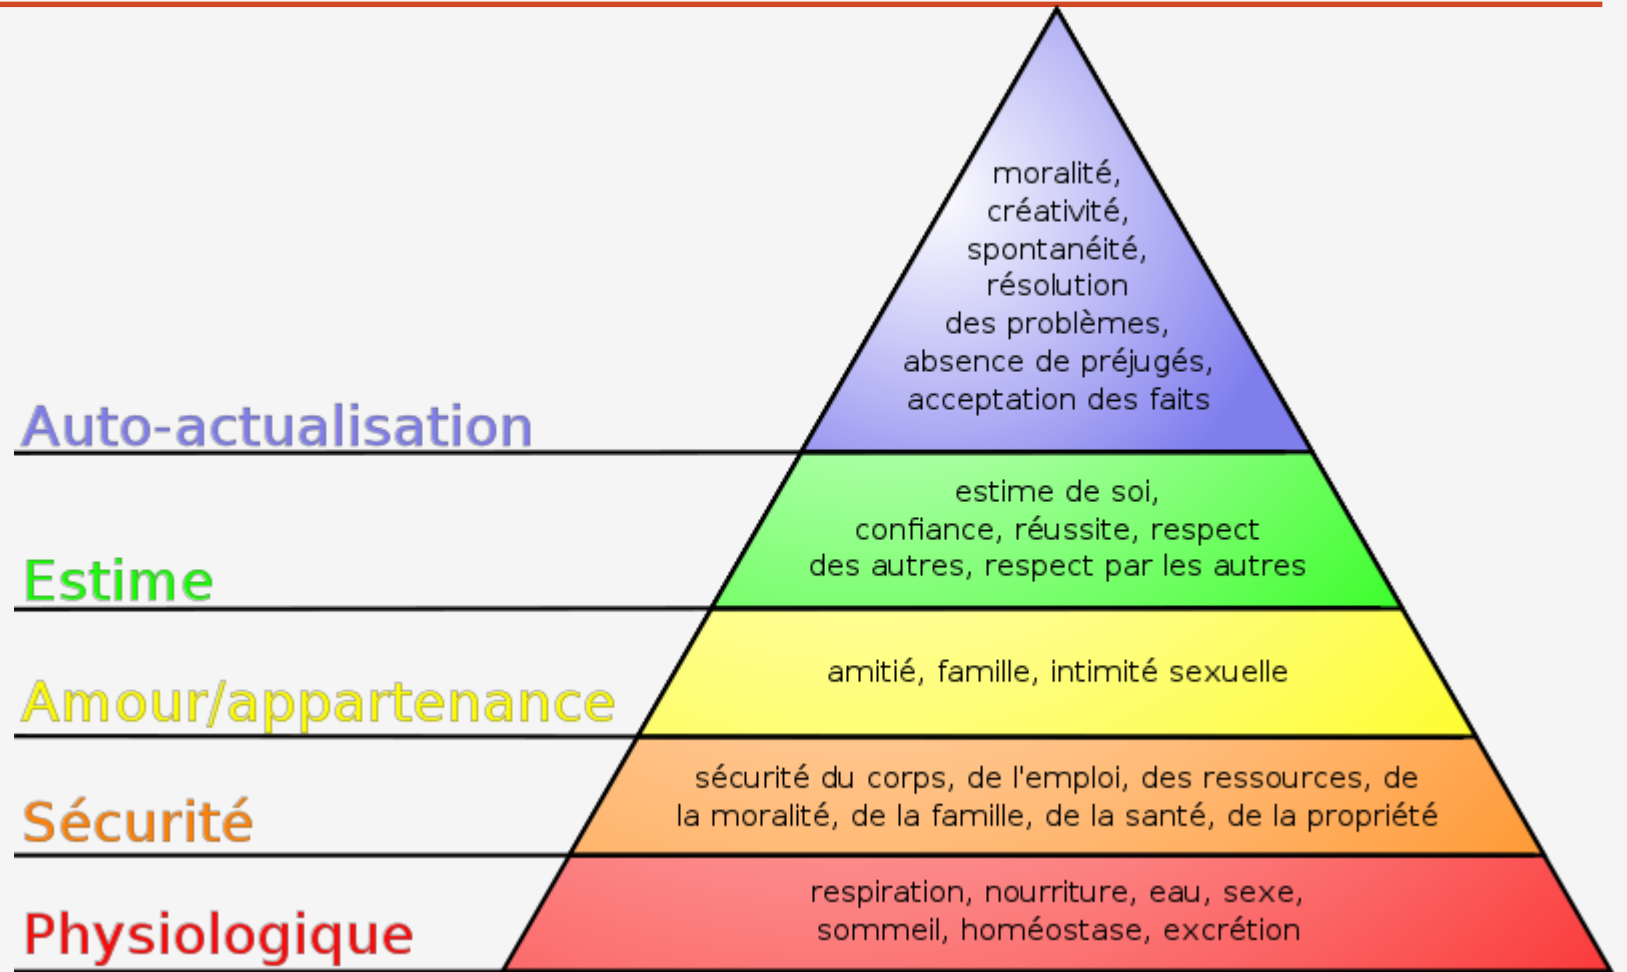 moralité,
créativité,
spontanéité,
résolution
des problèmes,
absence de préjugés,
acceptation des faits
Auto-actualisation
estime de soi,
confiance, réussite, respect
des autres, respect par les autres
Estime
amitié, famille, intimité sexuelle
Amour/appartenance
sécurité du corps, de l'emploi, des ressources, de
la moralité, de la famille, de la santé, de la propriété
Sécurité
respiration, nourriture, eau, sexe,
sommeil, homéostase, excrétion
Physiologique